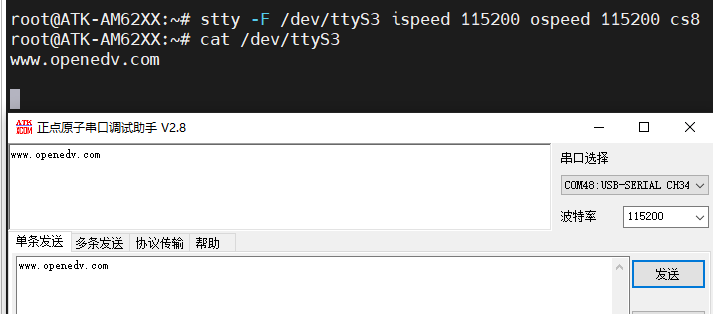 root@ATK-AM62XX:~# stty -F /dev/ttyS3 ispeed 115200 ospeed 115200 cs8
root@ATK-AM62XX:~# cat /dev/ttyS3
www.openedv.com
ATK
XCOM
正点原子串口调试助手 V2.8
www.openedv.com
串口选择
COM48:USB-SERIAL CH34
波特率
115200
单条发送 多条发送 协议传输 帮助
www.openedv.com
发送